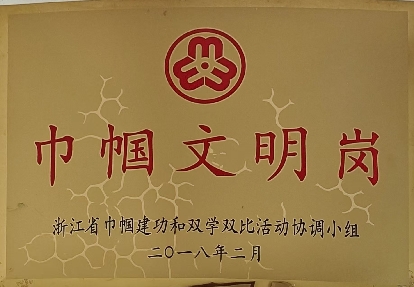 巾帼文明岗
浙江省巾帼建功和双学双比活动协调小组
二〇一八年二月